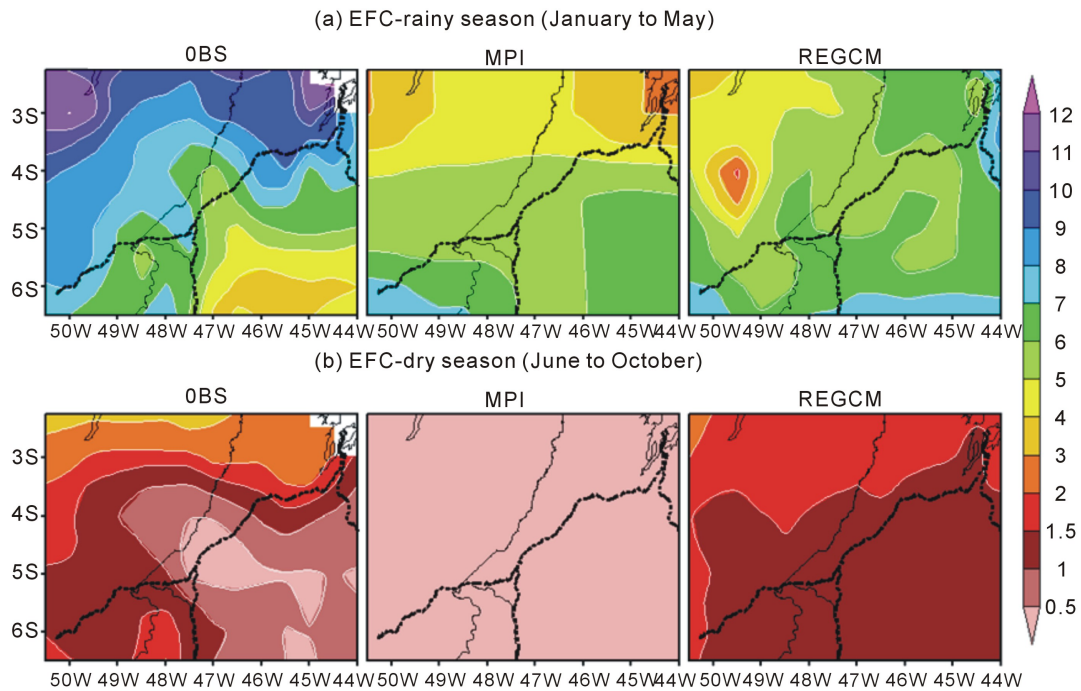 (a) EFC-rainy season (January to May)
0BS MPI REGCM
3S
4S
5S
6S
50W 49W 48W 47W 46W 45W 44W 50W 49W 48W 47W 46W 45W44W 50W 49W 48W 47W 46W 45W 44W
(b) EFC-dry season (June to October)
0BS MPI REGCM
3S
4S
5S
6S
50W 49W 48W 47W 46W 45W 44W 50W 49W 48W 47W 46W 45W 44W 50W 49W 48W 47W 46W 45W 44W
12
11
10
9
8
7
6
5
4
3
2
1.5
1
0.5